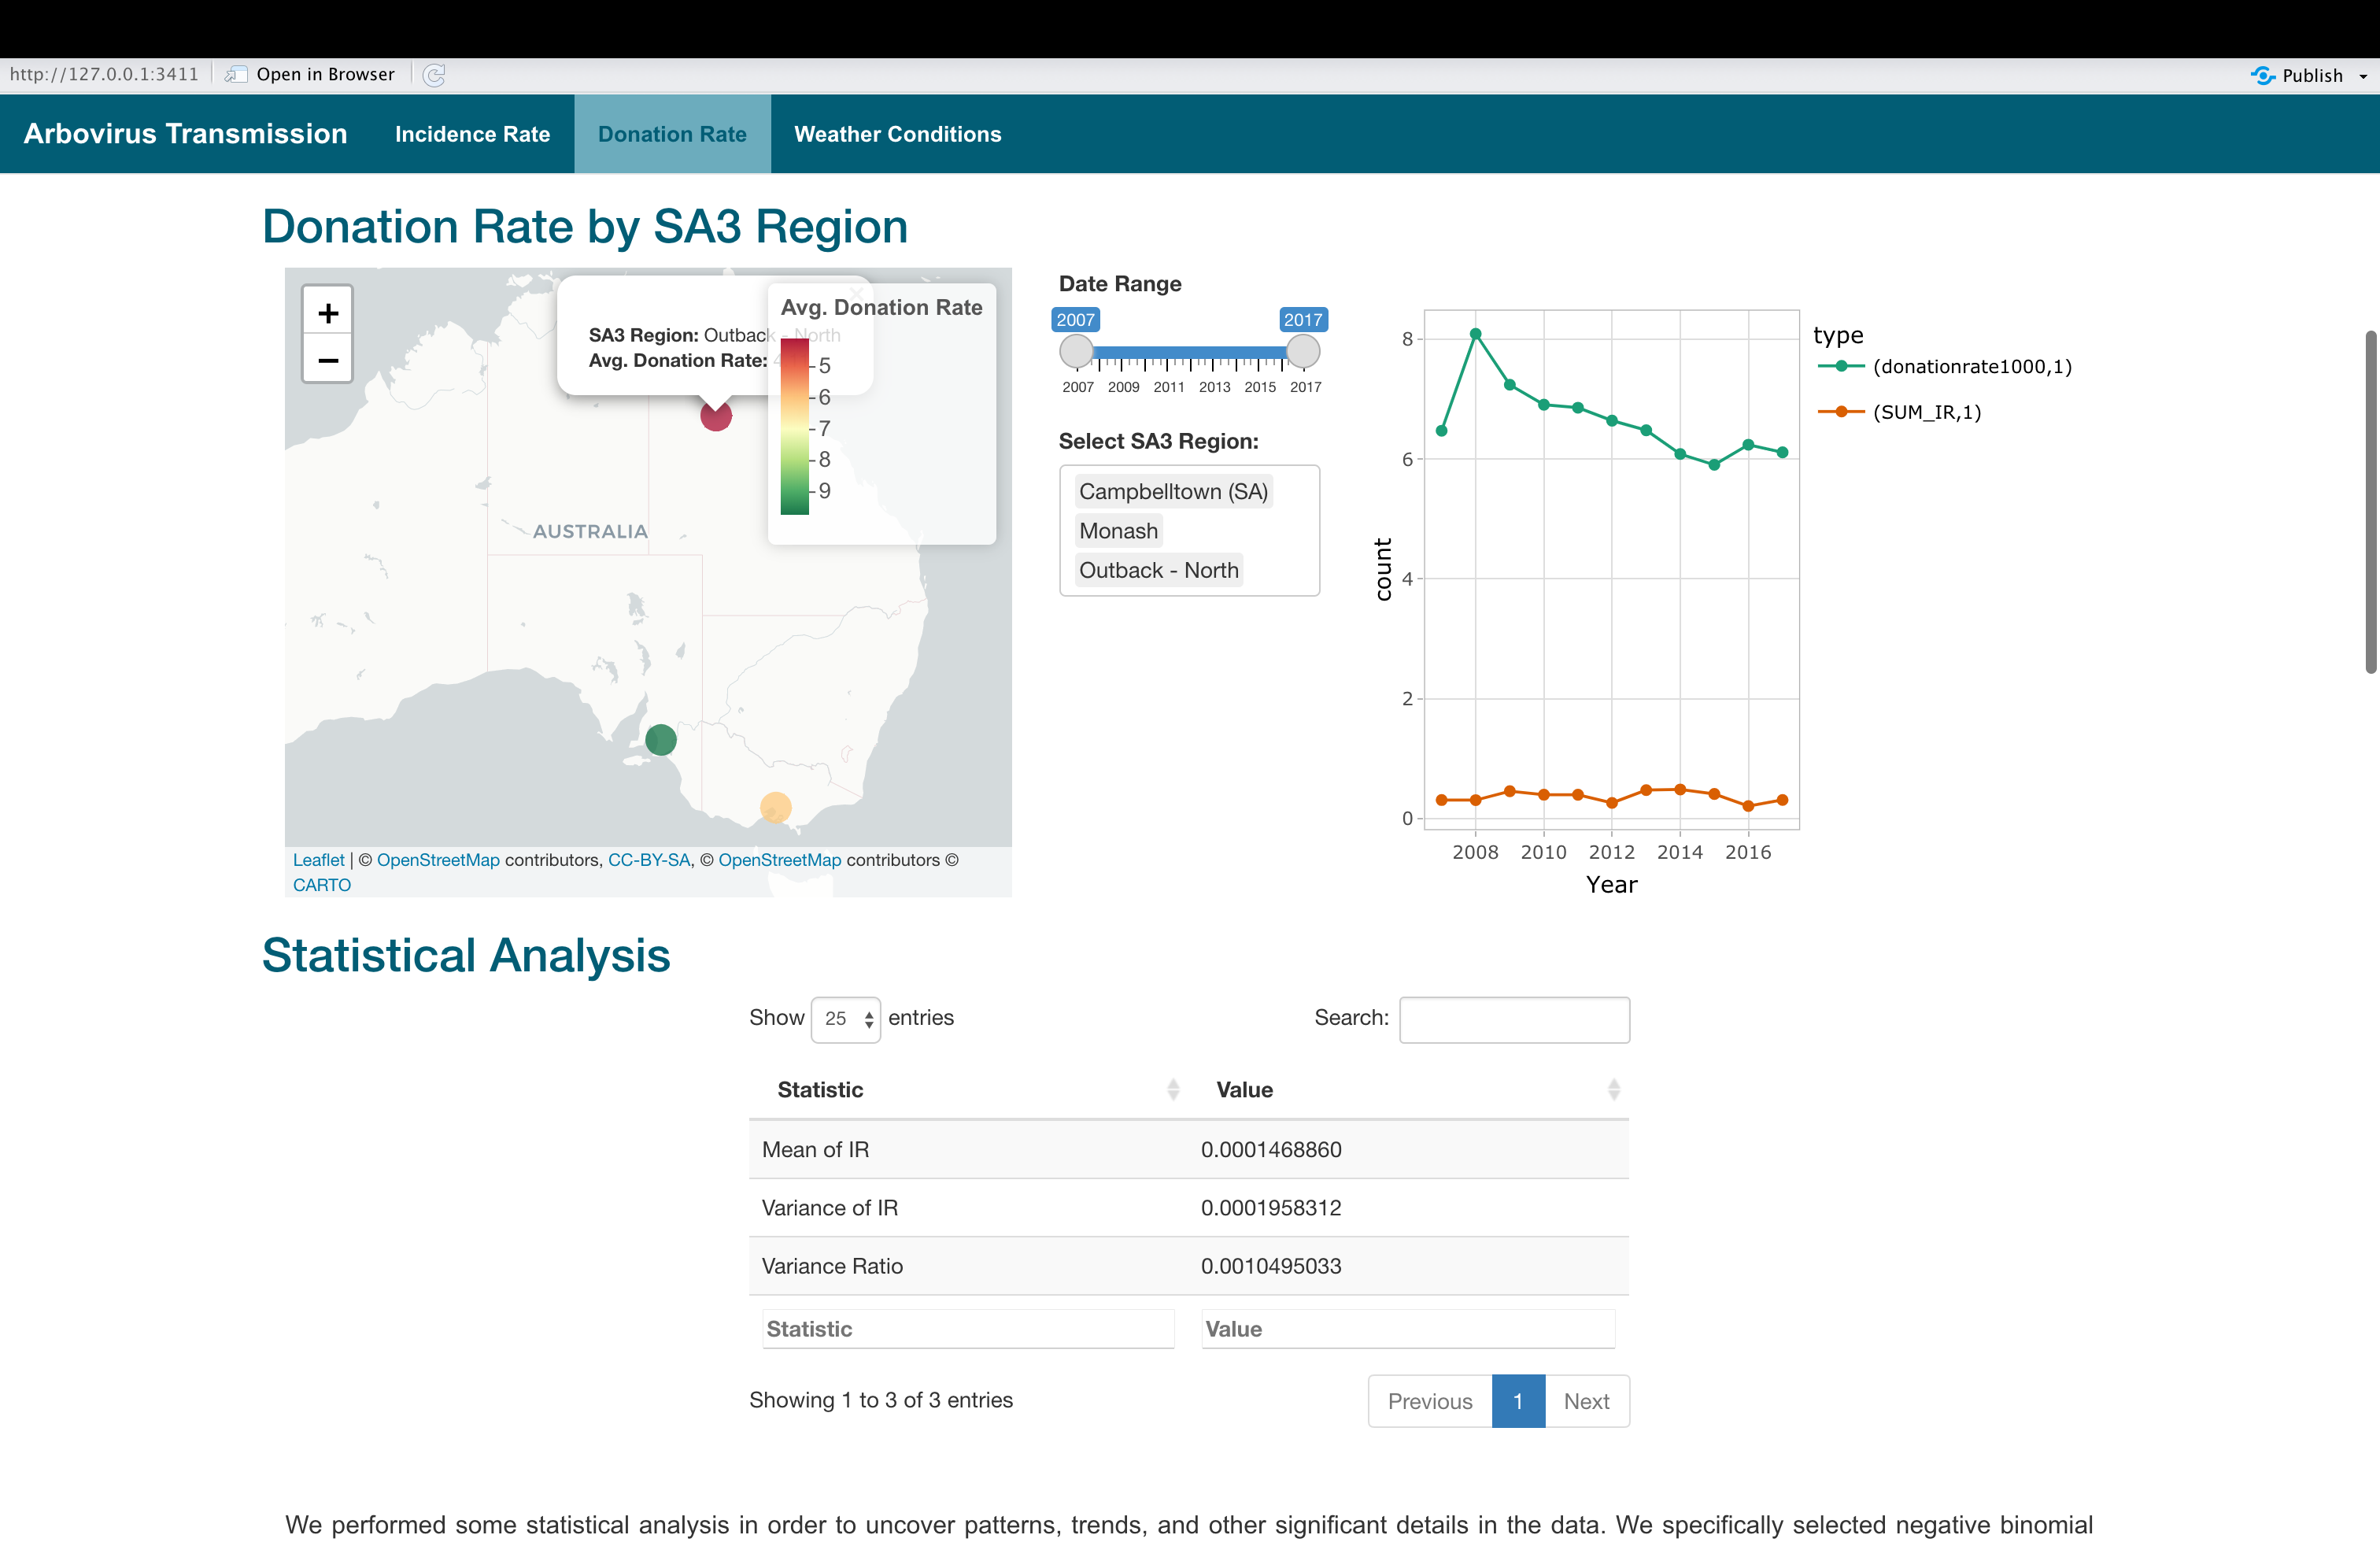 http://127.0.0.1:3411 Open in Browser Publish
Arbovirus Transmission Incidence Rate Donation Rate Weather Conditions
Donation Rate by SA3 Region
+
−
SA3 Region: Outback - North
Avg. Donation Rate: 4
Avg. Donation Rate
5
6
7
8
9
AUSTRALIA
Leaflet | © OpenStreetMap contributors, CC-BY-SA, © OpenStreetMap contributors ©
CARTO
Date Range
2007 2017
2007 2009 2011 2013 2015 2017
Select SA3 Region:
Campbelltown (SA)
Monash
Outback - North
8
6
4
2
0
count
2008 2010 2012 2014 2016
Year
type
(donationrate1000,1)
(SUM_IR,1)
Statistical Analysis
Show 25 entries Search:
Statistic Value
Mean of IR 0.0001468860
Variance of IR 0.0001958312
Variance Ratio 0.0010495033
Statistic Value
Showing 1 to 3 of 3 entries Previous 1 Next
We performed some statistical analysis in order to uncover patterns, trends, and other significant details in the data. We specifically selected negative binomial